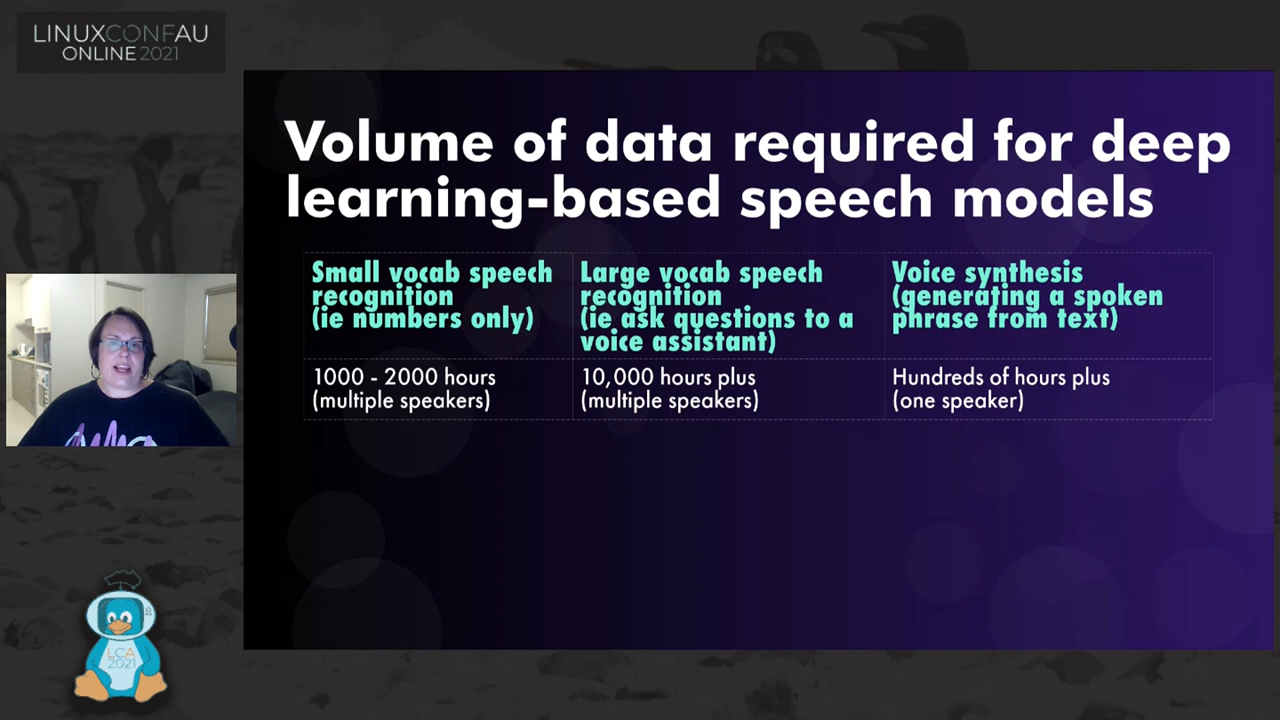 LINUXCONFAU
ONLINE 2021
Volume of data required for deep
learning-based speech models
Small vocab speech
recognition
(ie numbers only)
Large vocab speech
recognition
(ie ask questions to a
voice assistant)
Voice synthesis
(generating a spoken
phrase from text)
1000 - 2000 hours
(multiple speakers)
10,000 hours plus
(multiple speakers)
Hundreds of hours plus
(one speaker)
LCA
2021